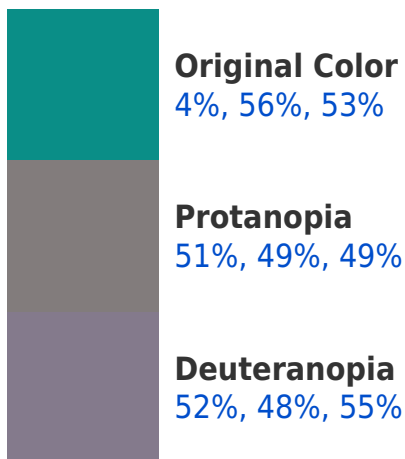 Original Color
4%, 56%, 53%
Protanopia
51%, 49%, 49%
Deuteranopia
52%, 48%, 55%